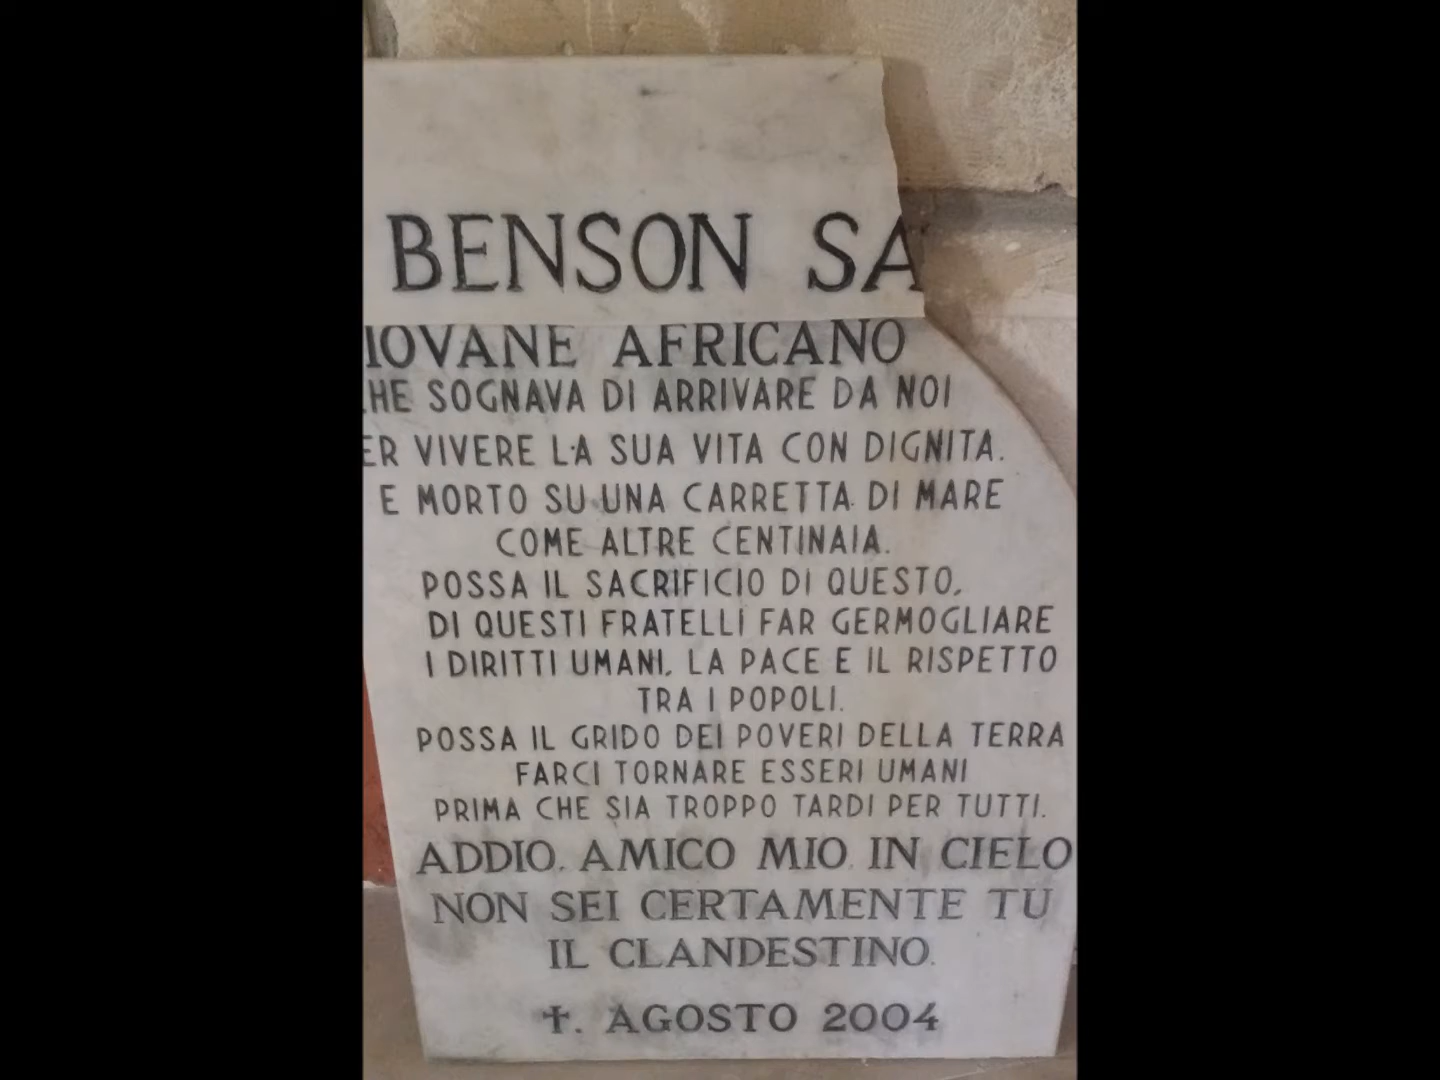 BENSON SA
IOVANE AFRICANO
HE SOGNAVA DI ARRIVARE DA NOI
ER VIVERE LA SUA VITA CON DIGNITA.
E MORTO SU UNA CARRETTA DI MARE
COME ALTRE CENTINAIA.
POSSA IL SACRIFICIO DI QUESTO,
DI QUESTI FRATELLI FAR GERMOGLIARE
I DIRITTI UMANI, LA PACE E IL RISPETTO
TRA I POPOLI.
POSSA IL GRIDO DEI POVERI DELLA TERRA
FARCI TORNARE ESSERI UMANI
PRIMA CHE SIA TROPPO TARDI PER TUTTI.
ADDIO, AMICO MIO, IN CIELO
NON SEI CERTAMENTE TU
IL CLANDESTINO.
†. AGOSTO 2004